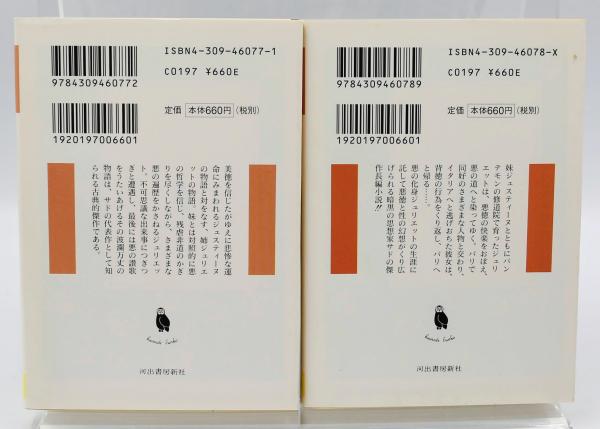 ISBN4-309-46077-1
9784309460772
C0197 ¥660E
定価 本体660円 (税別)
1920197006601
美徳を信じたがゆえに悲惨な運
命にみまわれるジュスティーヌ
の物語と対をなす、姉ジュリエ
ットの物語。妹とは対照的に悪
の哲学を信じ、残虐非道のかぎ
りを尽くしながら、さまざまな
悪の遍歴をかさねるジュリエッ
ト。不可思議な出来事につぎつ
ぎと遭遇し、最後には悪の讃歌
をうたいあげるその波瀾万丈の
物語は、サドの代表作として知
られる古典的傑作である。
河出書房新社
ISBN4-309-46078-X
9784309460789
C0197 ¥660E
定価 本体660円 (税別)
1920197006601
妹ジュスティーヌとともにパン
テモンの修道院で育ったジュリ
エットは、悪徳の快楽をおぼえ、
悪の道へと染ってゆく。パリで
同好のさまざまな人物と交わり、
イタリアへと逃げおちた彼女は、
背徳の行為をくり返し、パリへ
と帰る……。
悪の化身ジュリエットの生涯に
託して悪徳と性の幻想がくり広
げられる暗黒の思想家サドの傑
作長編小説!!
河出書房新社